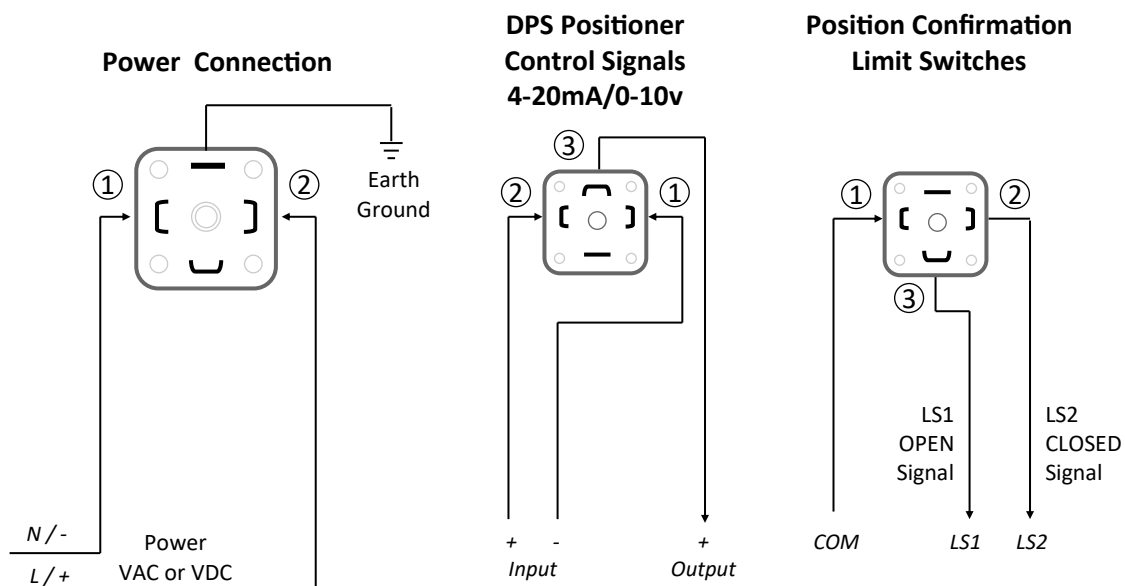 Power Connection
①
②
Earth
Ground
N / -
L / +
Power
VAC or VDC
DPS Positioner
Control Signals
4-20mA/0-10v
③
②
①
+
-
+
Input
Output
Position Confirmation
Limit Switches
①
②
③
LS1
OPEN
Signal
LS2
CLOSED
Signal
COM
LS1
LS2